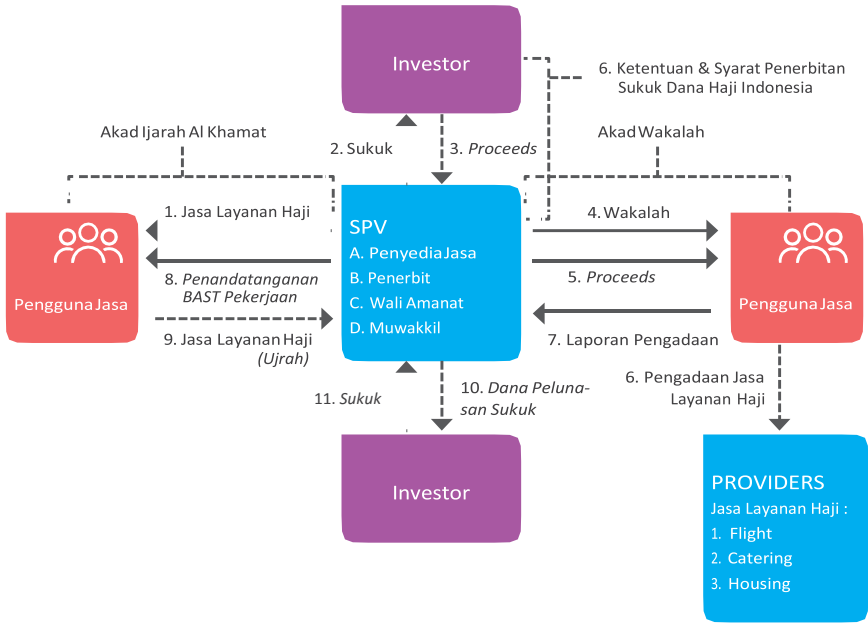 Investor
6. Ketentuan & Syarat Penerbitan
Sukuk Dana Haji Indonesia
Akad Ijarah Al Khamat
Akad Wakalah
2. Sukuk
3. Proceeds
1. Jasa Layanan Haji
4. Wakalah
SPV
A. Penyedia Jasa
B. Penerbit
C. Wali Amanat
D. Muwakkil
Pengguna Jasa
Pengguna Jasa
8. Penandatanganan
BAST Pekerjaan
5. Proceeds
9. Jasa Layanan Haji
(Ujrah)
7. Laporan Pengadaan
11. Sukuk
10. Dana Peluna-
san Sukuk
6. Pengadaan Jasa
Layanan Haji
Investor
PROVIDERS
Jasa Layanan Haji :
1. Flight
2. Catering
3. Housing